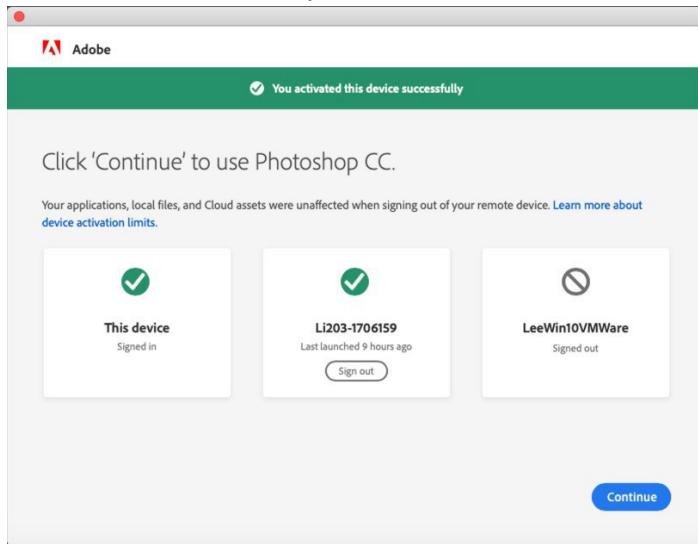 Adobe
You activated this device successfully
Click 'Continue' to use Photoshop CC.
Your applications, local files, and Cloud assets were unaffected when signing out of your remote device. Learn more about
device activation limits.
This device
Signed in
Li203-1706159
Last launched 9 hours ago
Sign out
LeeWin10VMWare
Signed out
Continue